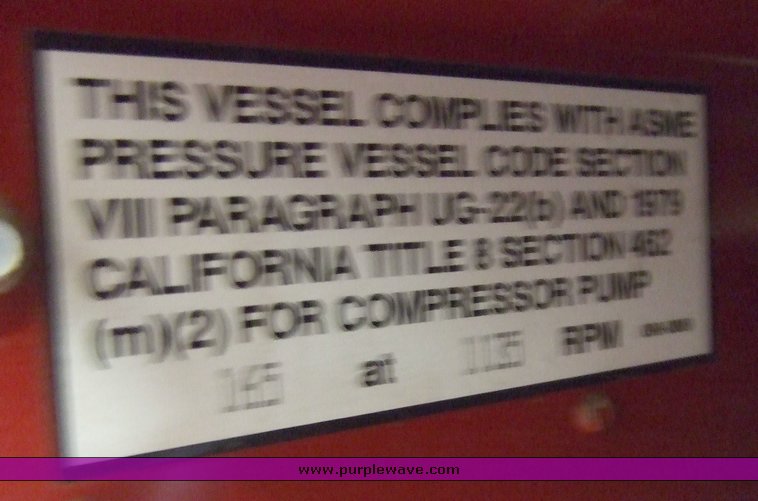 THIS VESSEL COMPLIES WITH ASME
PRESSURE VESSEL CODE SECTION
VIII PARAGRAPH UG-22(b) AND 1979
CALIFORNIA TITLE 8 SECTION 462
(m)(2) FOR COMPRESSOR PUMP
165 at RPM
www.purplewave.com